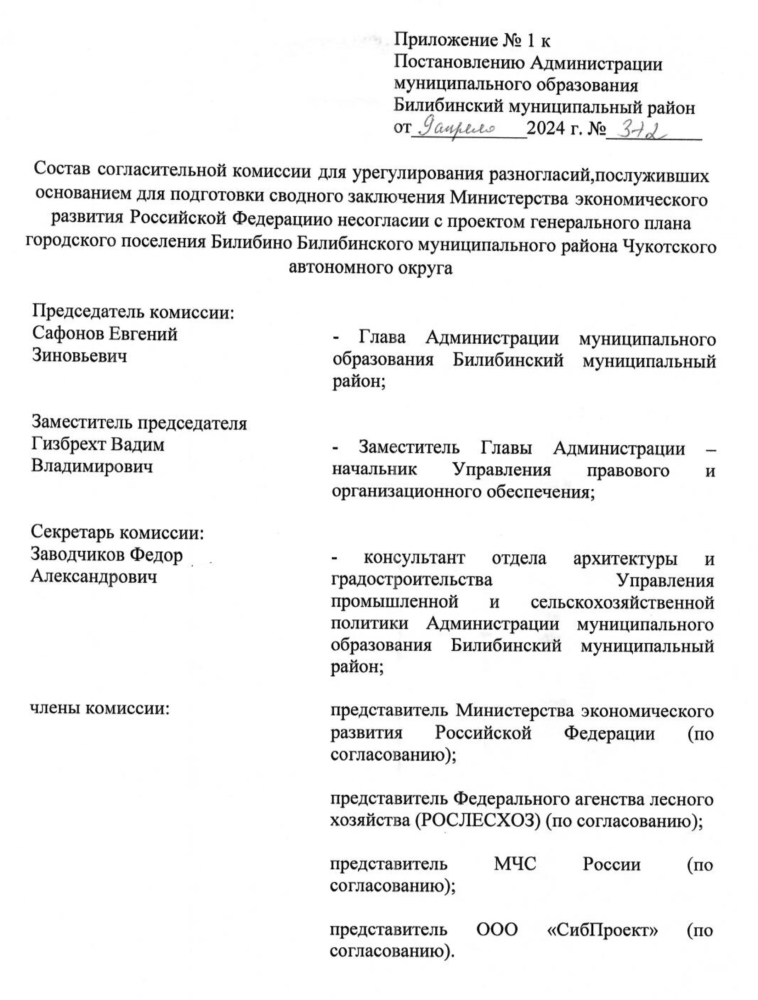 Приложение № 1 к
Постановлению Администрации
муниципального образования
Билибинский муниципальный район
от 9 апреля 2024 г. № 372
Состав согласительной комиссии для урегулирования разногласий,послуживших
основанием для подготовки сводного заключения Министерства экономического
развития Российской Федерациио несогласии с проектом генерального плана
городского поселения Билибино Билибинского муниципального района Чукотского
автономного округа
Председатель комиссии:
Сафонов Евгений
Зиновьевич
- Глава Администрации муниципального
образования Билибинский муниципальный
район;
Заместитель председателя
Гизбрехт Вадим
Владимирович
- Заместитель Главы Администрации –
начальник Управления правового и
организационного обеспечения;
Секретарь комиссии:
Заводчиков Федор
Александрович
- консультант отдела архитектуры и
градостроительства Управления
промышленной и сельскохозяйственной
политики Администрации муниципального
образования Билибинский муниципальный
район;
члены комиссии:
представитель Министерства экономического
развития Российской Федерации (по
согласованию);
представитель Федерального агенства лесного
хозяйства (РОСЛЕСХОЗ) (по согласованию);
представитель МЧС России (по
согласованию);
представитель ООО «СибПроект» (по
согласованию).